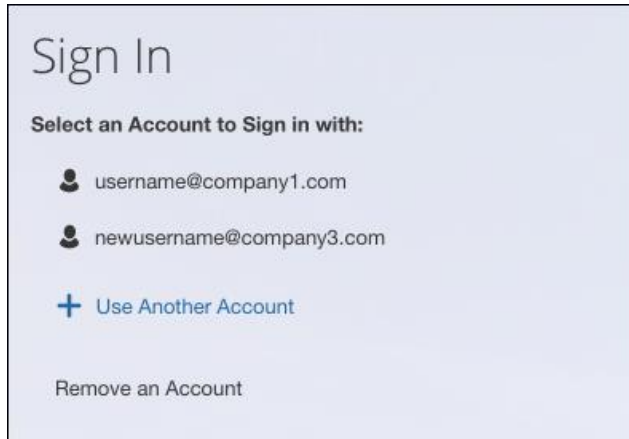 Sign In
Select an Account to Sign in with:
username@company1.com
newusername@company3.com
Use Another Account
Remove an Account